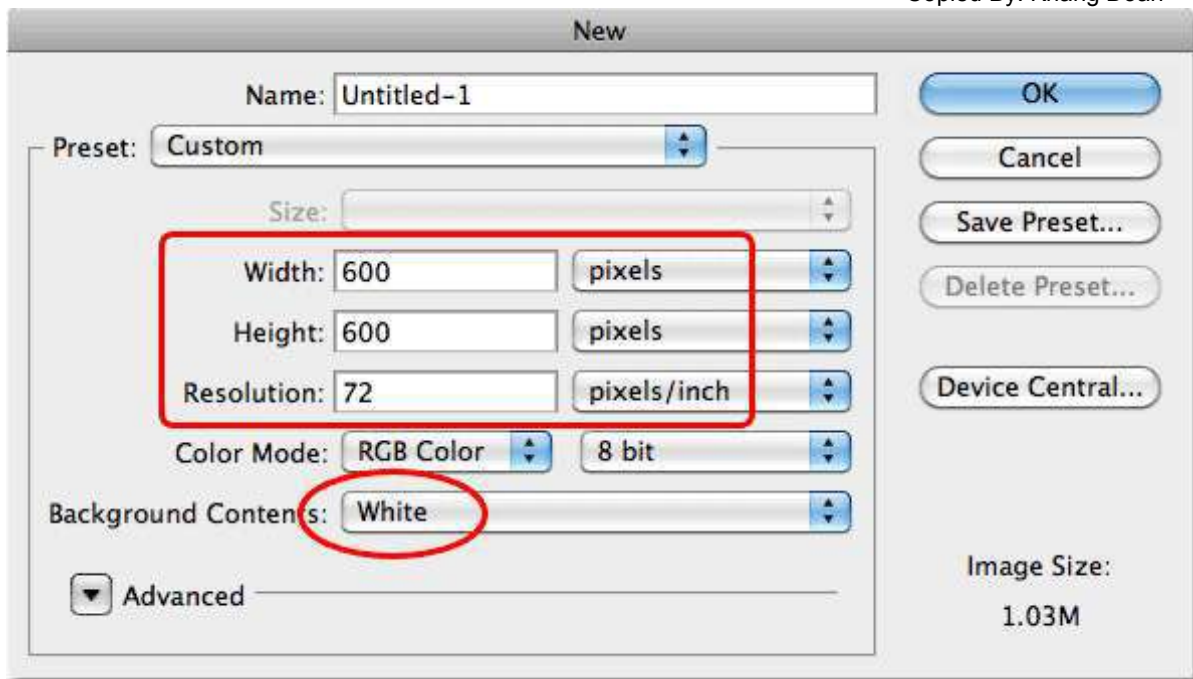 New
Name: Untitled-1
OK
Preset: Custom
Cancel
Size:
Save Preset...
Width: 600 pixels
Delete Preset...
Height: 600 pixels
Resolution: 72 pixels/inch
Device Central...
Color Mode: RGB Color 8 bit
Background Contents: White
Image Size:
Advanced
1.03M